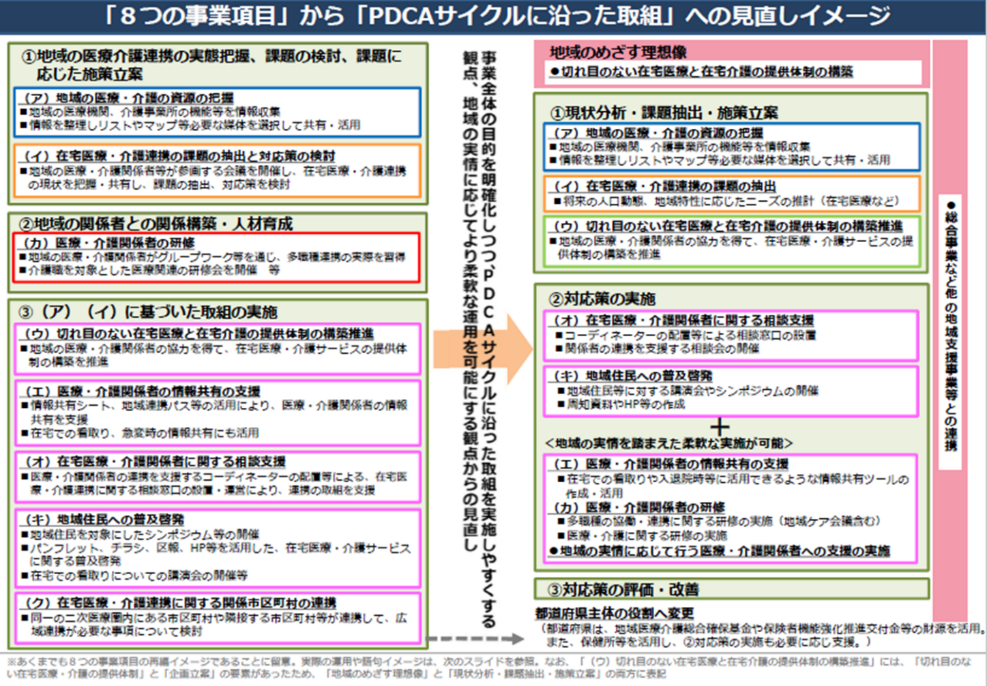 「８つの事業項目」から「PDCAサイクルに沿った取組」への見直しイメージ
①地域の医療介護連携の実態把握、課題の検討、課題に
応じた施策立案
（ア）地域の医療・介護の資源の把握
■地域の医療機関、介護事業所の機能等を情報収集
■情報を整理しリストやマップ等必要な媒体を選択して共有・活用
（イ）在宅医療・介護連携の課題の抽出と対応策の検討
■地域の医療・介護関係者等が参画する会議を開催し、在宅医療・介護連携
の現状を把握・共有し、課題の抽出、対応策を検討
②地域の関係者との関係構築・人材育成
（カ）医療・介護関係者の研修
■地域の医療・介護関係者がグループワーク等を通じ、多職種連携の実際を習得
■介護職を対象とした医療関連の研修会を開催　等
③（ア）（イ）に基づいた取組の実施
（ウ）切れ目のない在宅医療と在宅介護の提供体制の構築推進
■地域の医療・介護関係者の協力を得て、在宅医療・介護サービスの提供体
制の構築を推進
（エ）医療・介護関係者の情報共有の支援
■情報共有シート、地域連携パス等の活用により、医療・介護関係者の情報
共有を支援
■在宅での看取り、急変時の情報共有にも活用
（オ）在宅医療・介護関係者に関する相談支援
■医療・介護関係者の連携を支援するコーディネーターの配置等による、在宅医
療・介護連携に関する相談窓口の設置・運営により、連携の取組を支援
（キ）地域住民への普及啓発
■地域住民を対象にしたシンポジウム等の開催
■パンフレット、チラシ、区報、HP等を活用した、在宅医療・介護サービス
に関する普及啓発
■在宅での看取りについての講演会の開催等
（ク）在宅医療・介護連携に関する関係市区町村の連携
■同一の二次医療圏内にある市区町村や隣接する市区町村等が連携して、広
域連携が必要な事項について検討
事業全体の目的を明確化しつつ、PDCAサイクルに沿った取組を実施しやすくする
観点、地域の実情に応じてより柔軟な運用を可能にする観点からの見直し
地域のめざす理想像
●切れ目のない在宅医療と在宅介護の提供体制の構築
①現状分析・課題抽出・施策立案
（ア）地域の医療・介護の資源の把握
■地域の医療機関、介護事業所の機能等を情報収集
■情報を整理しリストやマップ等必要な媒体を選択して共有・活用
（イ）在宅医療・介護連携の課題の抽出
■将来の人口動態、地域特性に応じたニーズの推計（在宅医療など）
（ウ）切れ目のない在宅医療と在宅介護の提供体制の構築推進
■地域の医療・介護関係者の協力を得て、在宅医療・介護サービスの提
供体制の構築を推進
②対応策の実施
（オ）在宅医療・介護関係者に関する相談支援
■コーディネーターの配置等による相談窓口の設置
■関係者の連携を支援する相談会の開催
（キ）地域住民への普及啓発
■地域住民等に対する講演会やシンポジウムの開催
■周知資料やHP等の作成
＋
<地域の実情を踏まえた柔軟な実施が可能>
（エ）医療・介護関係者の情報共有の支援
■在宅での看取りや入退院時等に活用できるような情報共有ツールの
作成・活用
（カ）医療・介護関係者の研修
■多職種の協働・連携に関する研修の実施（地域ケア会議含む）
■医療・介護に関する研修の実施
●地域の実情に応じて行う医療・介護関係者への支援の実施
③対応策の評価・改善
都道府県主体の役割へ変更
（都道府県は、地域医療介護総合確保基金や保険者機能強化推進交付金等の財源を活用。
また、保健所等を活用し、②対応策の実施も必要に応じ支援。）
●総合事業など他の地域支援事業等との連携
※あくまでも８つの事業項目の再編イメージであることに留意。実際の運用や語句イメージは、次のスライドを参照。なお、「（ウ）切れ目のない在宅医療と在宅介護の提供体制の構築推進」には、「切れ目のな
い在宅医療・介護の提供体制」と「企画立案」の要素があったため、「地域のめざす理想像」と「現状分析・課題抽出・施策立案」の両方に表記